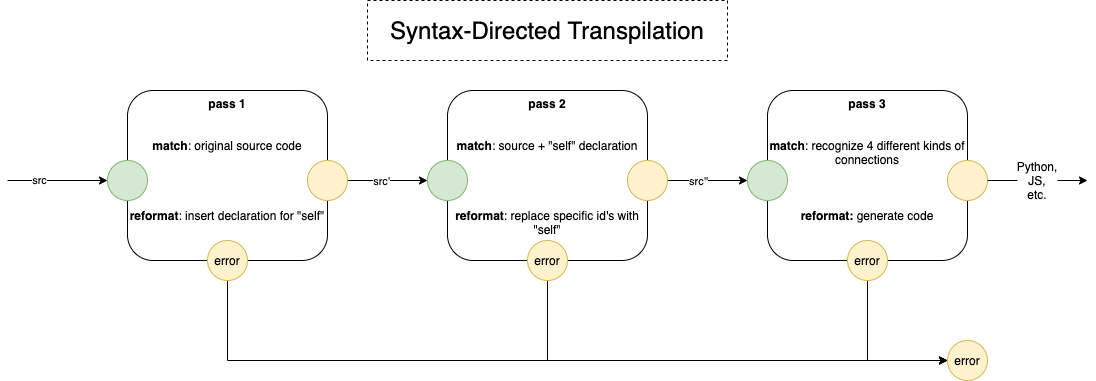 Syntax-Directed Transpilation
pass 1
match: original source code
reformat: insert declaration for "self"
error
pass 2
match: source + "self" declaration
reformat: replace specific id's with
"self"
error
pass 3
match: recognize 4 different kinds of
connections
reformat: generate code
error
src
src'
src"
Python,
JS,
etc.
error